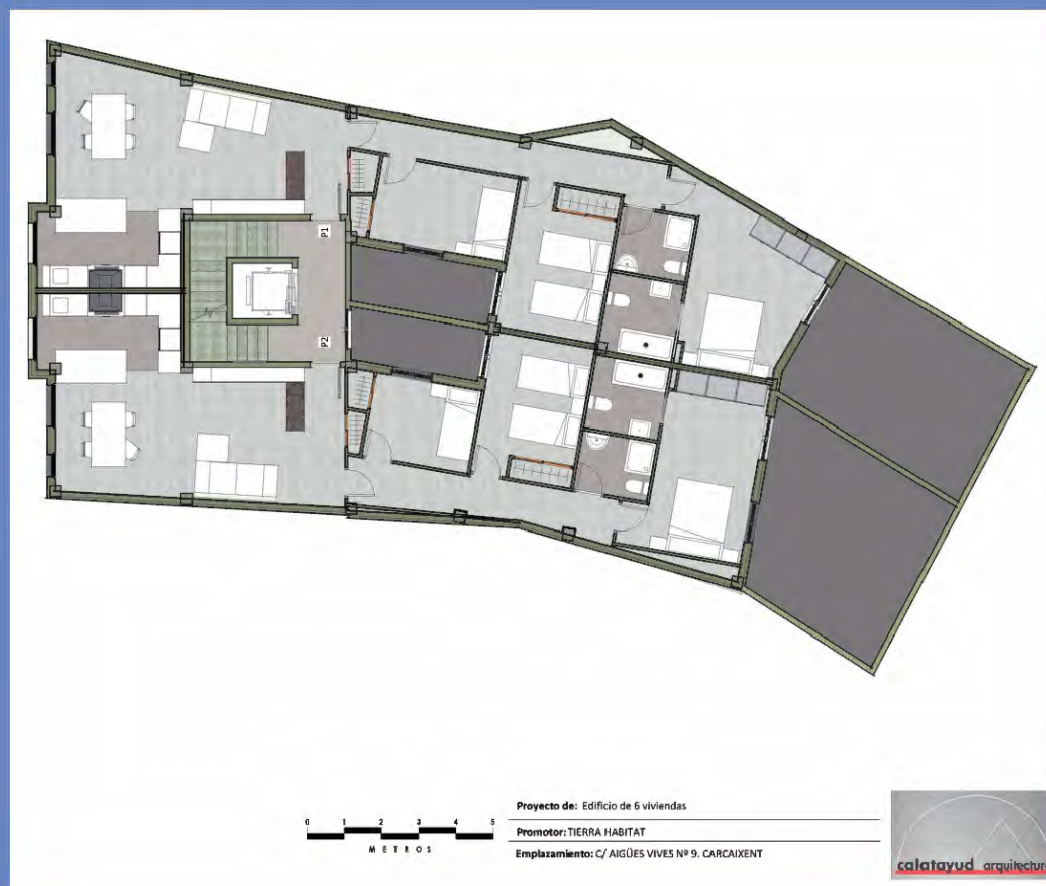 P1
P2
0 1 2 3 4 5
METROS
Proyecto de: Edificio de 6 viviendas
Promotor: TIERRA HABITAT
Emplazamiento: C/ AIGÜES VIVES Nº 9. CARCAIXENT
calatayud arquitectura